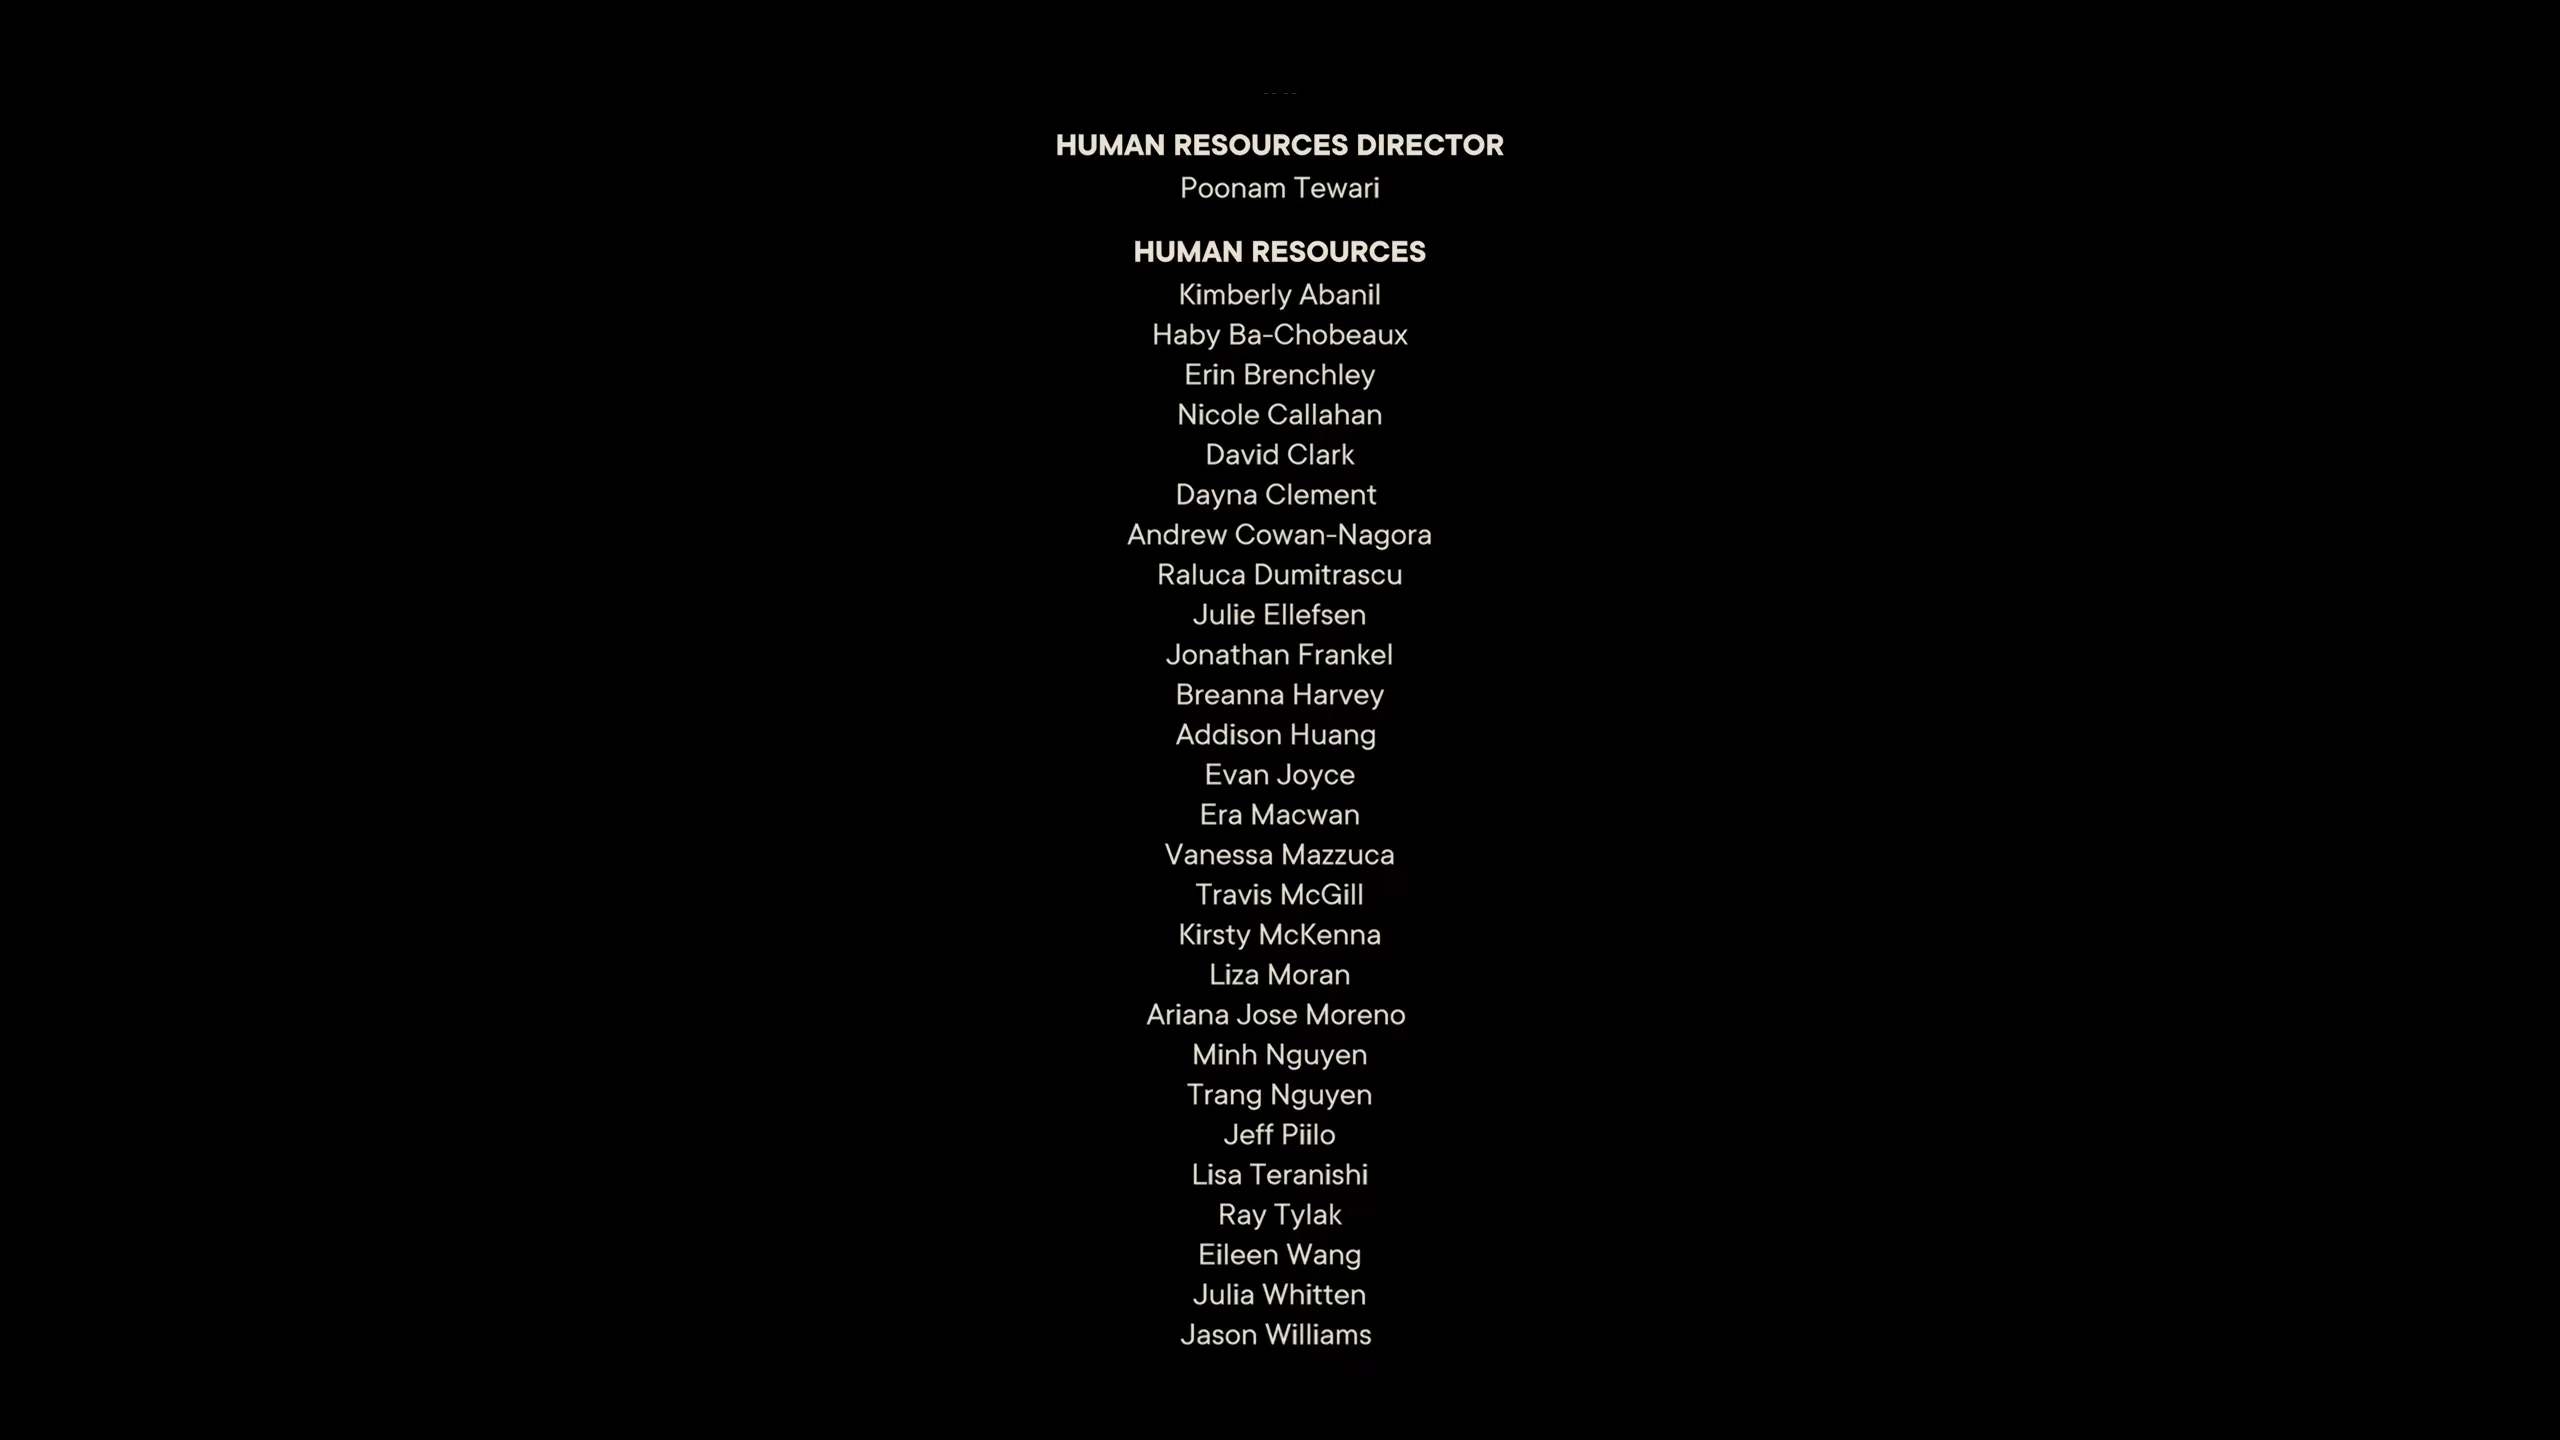 HUMAN RESOURCES DIRECTOR
Poonam Tewari
HUMAN RESOURCES
Kimberly Abanil
Haby Ba-Chobeaux
Erin Brenchley
Nicole Callahan
David Clark
Dayna Clement
Andrew Cowan-Nagora
Raluca Dumitrascu
Julie Ellefsen
Jonathan Frankel
Breanna Harvey
Addison Huang
Evan Joyce
Era Macwan
Vanessa Mazzuca
Travis McGill
Kirsty McKenna
Liza Moran
Ariana Jose Moreno
Minh Nguyen
Trang Nguyen
Jeff Piilo
Lisa Teranishi
Ray Tylak
Eileen Wang
Julia Whitten
Jason Williams